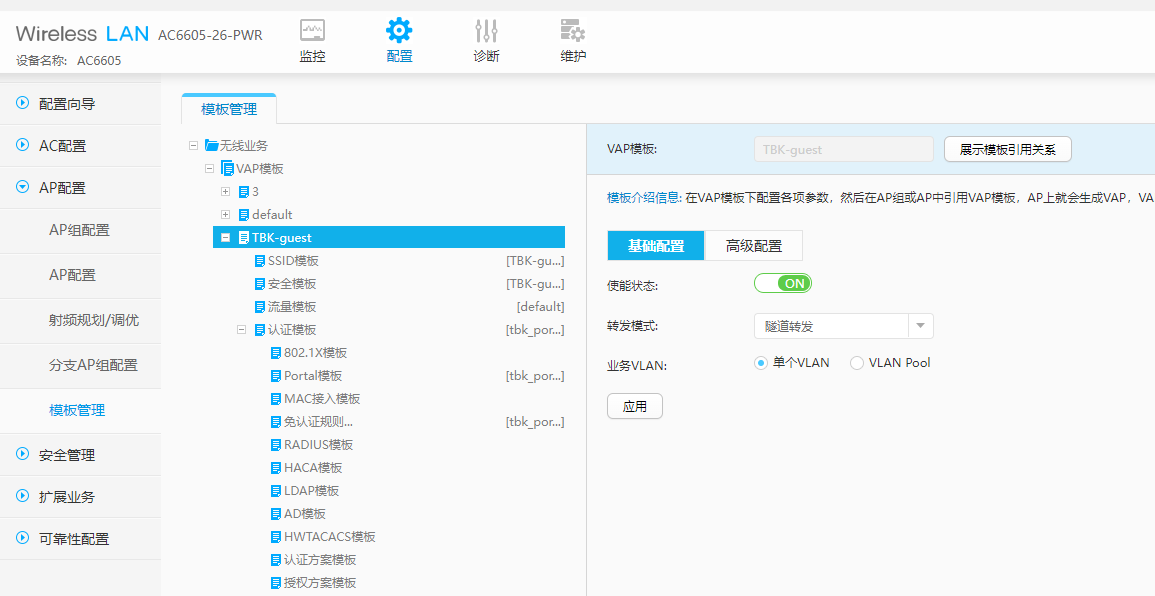 Wireless LAN AC6605-26-PWR
设备名称: AC6605
监控
配置
诊断
维护
配置向导
AC配置
AP配置
AP组配置
AP配置
射频规划/调优
分支AP组配置
模板管理
安全管理
扩展业务
可靠性配置
模板管理
无线业务
VAP模板
3
default
TBK-guest
SSID模板 [TBK-gu...]
安全模板 [TBK-gu...]
流量模板 [default]
认证模板 [tbk_por...]
802.1X模板
Portal模板 [tbk_por...]
MAC接入模板
免认证规则... [tbk_por...]
RADIUS模板
HACA模板
LDAP模板
AD模板
HWTACACS模板
认证方案模板
授权方案模板
VAP模板: TBK-guest 展示模板引用关系
模板介绍信息: 在VAP模板下配置各项参数，然后在AP组或AP中引用VAP模板，AP上就会生成VAP，VA
基础配置 高级配置
使能状态: ON
转发模式: 隧道转发
业务VLAN: 单个VLAN VLAN Pool
应用